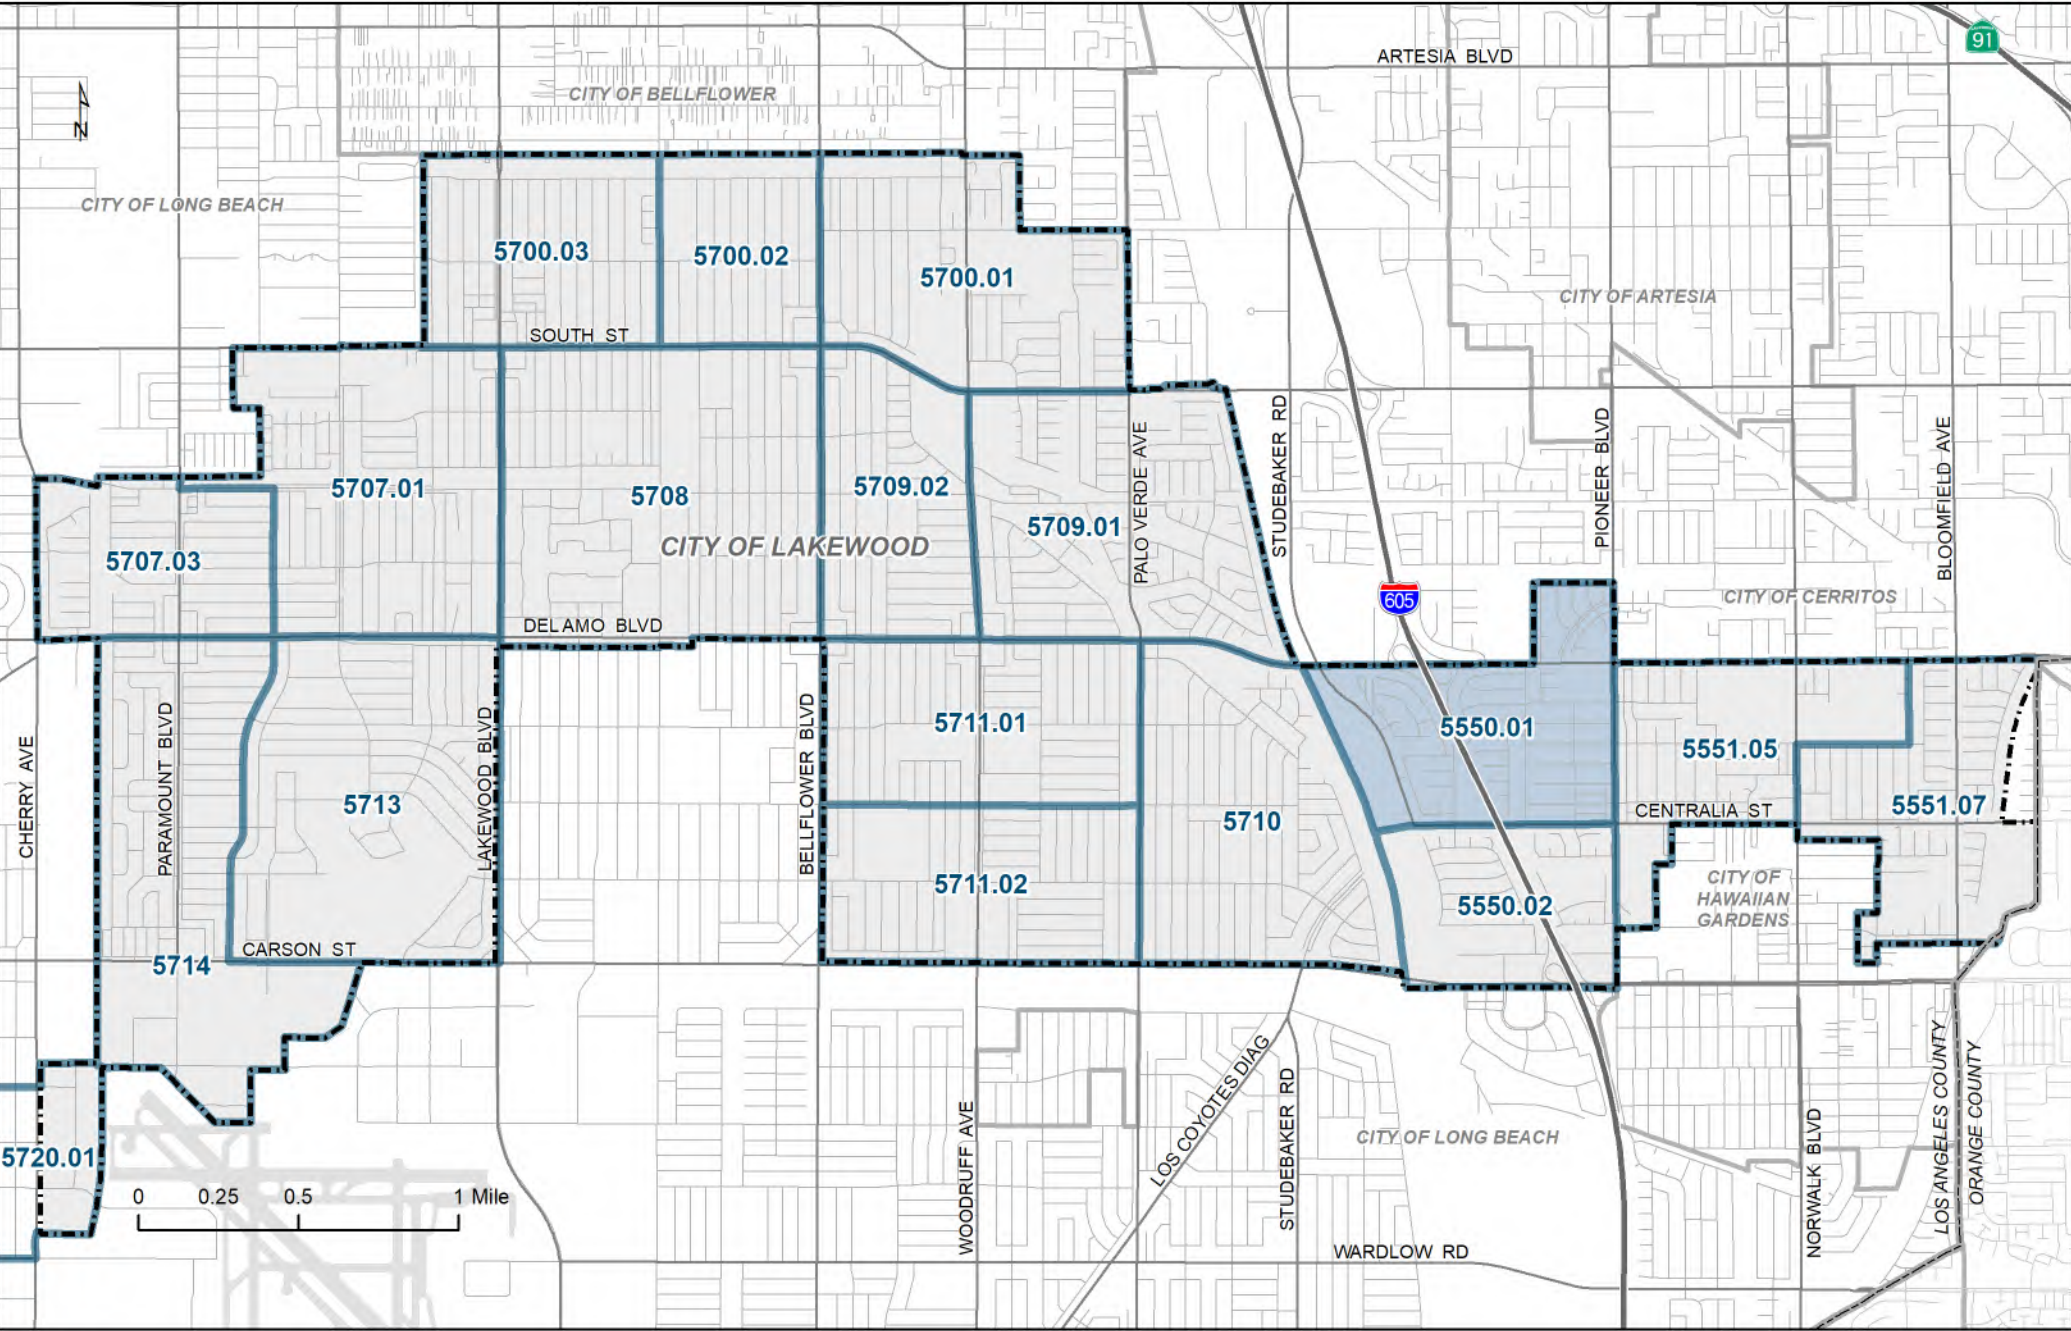 91
ARTESIA BLVD
CITY OF BELLFLOWER
N
CITY OF LONG BEACH
5700.03
5700.02
5700.01
CITY OF ARTESIA
SOUTH ST
STUDEBAKER RD
PIONEER BLVD
PALO VERDE AVE
BLOOMFIELD AVE
5707.01
5708
5709.02
5709.01
CITY OF LAKEWOOD
5707.03
605
CITY OF CERRITOS
DEL AMO BLVD
5711.01
5550.01
5551.05
PARAMOUNT BLVD
LAKEWOOD BLVD
BELLFLOWER BLVD
CHERRY AVE
5713
5710
CENTRALIA ST
5551.07
5711.02
5550.02
CITY OF
HAWAIIAN
GARDENS
CARSON ST
5714
LOS COYOTES DIAG
STUDEBAKER RD
WOODRUFF AVE
CITY OF LONG BEACH
NORWALK BLVD
LOS ANGELES COUNTY
ORANGE COUNTY
5720.01
0 0.25 0.5 1 Mile
WARDLOW RD